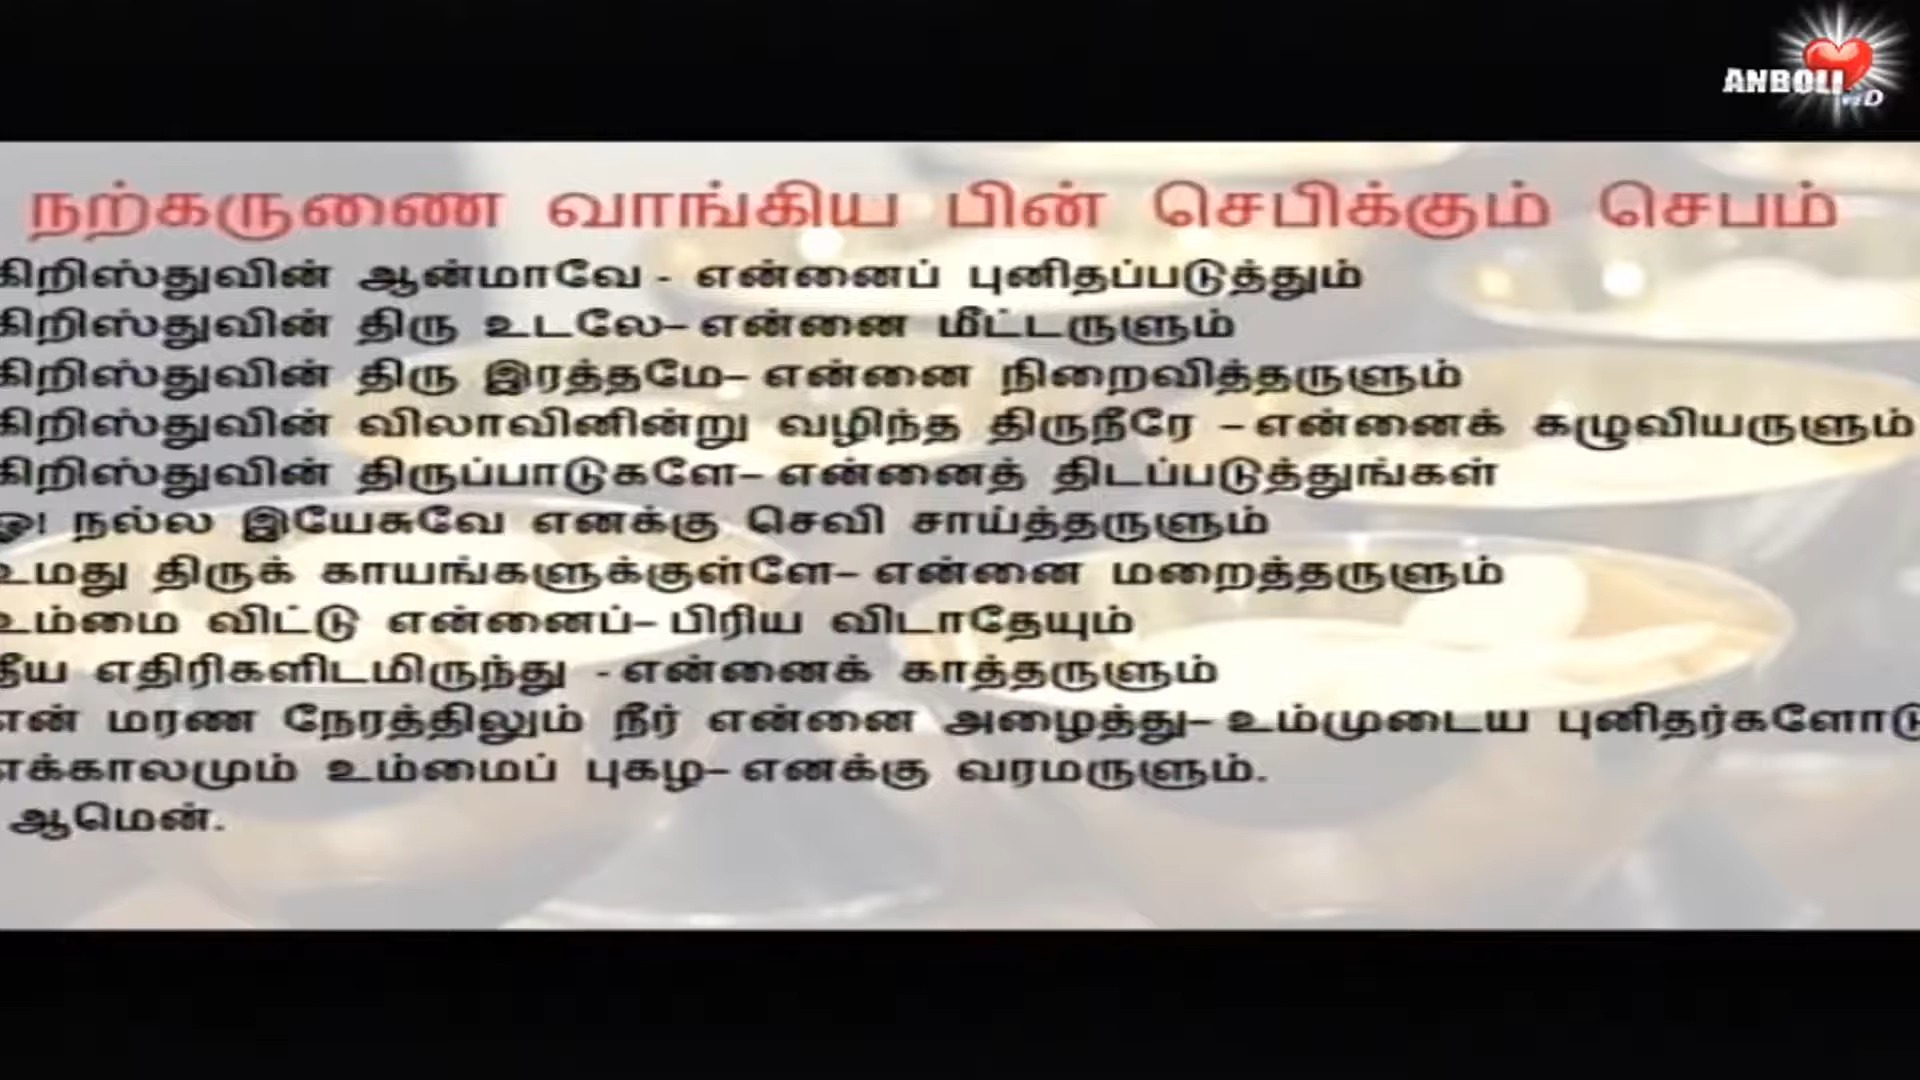 ANBOLI
நற்கருணை வாங்கிய பின் செபிக்கும் செபம்
கிறிஸ்துவின் ஆன்மாவே - என்னைப் புனிதப்படுத்தும்
கிறிஸ்துவின் திரு உடலே– என்னை மீட்டருளும்
கிறிஸ்துவின் திரு இரத்தமே– என்னை நிறைவித்தருளும்
கிறிஸ்துவின் விலாவினின்று வழிந்த திருநீரே –என்னைக் கழுவியருளும்
கிறிஸ்துவின் திருப்பாடுகளே– என்னைத் திடப்படுத்துங்கள்
ஓ! நல்ல இயேசுவே எனக்கு செவி சாய்த்தருளும்
உமது திருக் காயங்களுக்குள்ளே– என்னை மறைத்தருளும்
உம்மை விட்டு என்னைப்– பிரிய விடாதேயும்
தீய எதிரிகளிடமிருந்து -என்னைக் காத்தருளும்
என் மரண நேரத்திலும் நீர் என்னை அழைத்து– உம்முடைய புனிதர்களோடு
எக்காலமும் உம்மைப் புகழ– எனக்கு வரமருளும்.
ஆமென்.